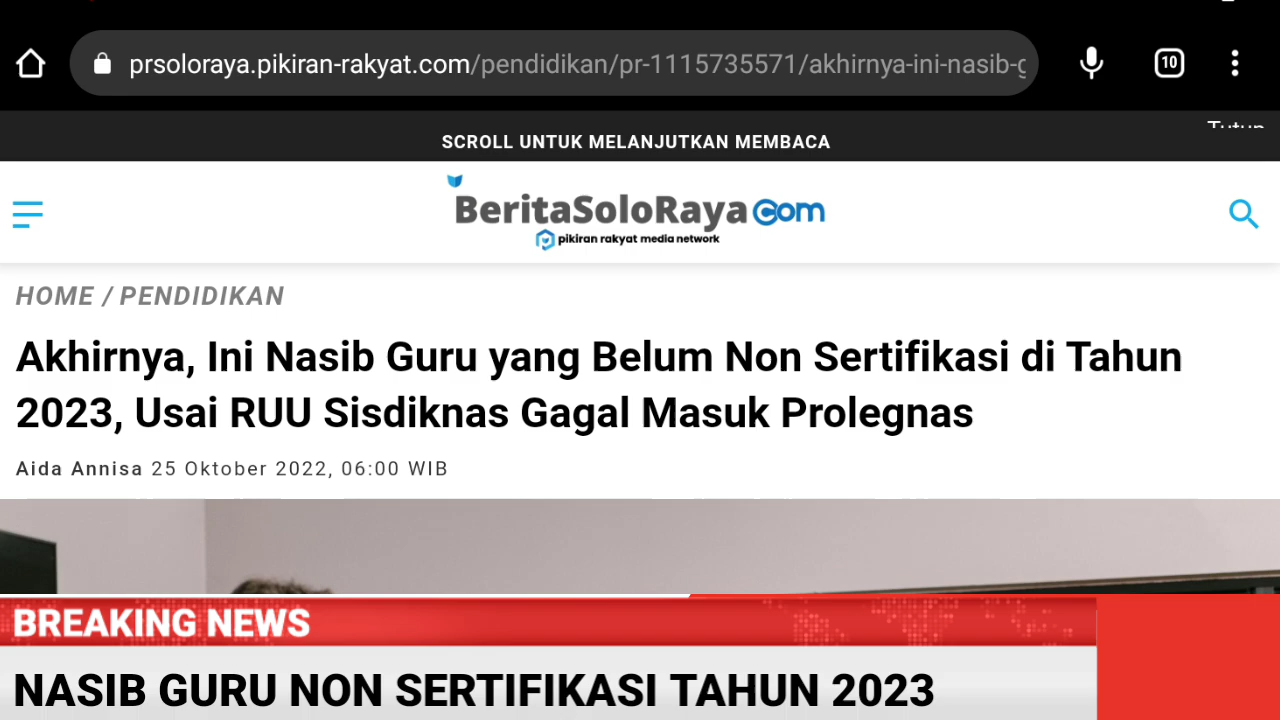 prsoloraya.pikiran-rakyat.com/pendidikan/pr-1115735571/akhirnya-ini-nasib-g
10
Tutup
SCROLL UNTUK MELANJUTKAN MEMBACA
BeritaSoloRaya.com
pikiran rakyat media network
HOME / PENDIDIKAN
Akhirnya, Ini Nasib Guru yang Belum Non Sertifikasi di Tahun
2023, Usai RUU Sisdiknas Gagal Masuk Prolegnas
Aida Annisa 25 Oktober 2022, 06:00 WIB
BREAKING NEWS
NASIB GURU NON SERTIFIKASI TAHUN 2023